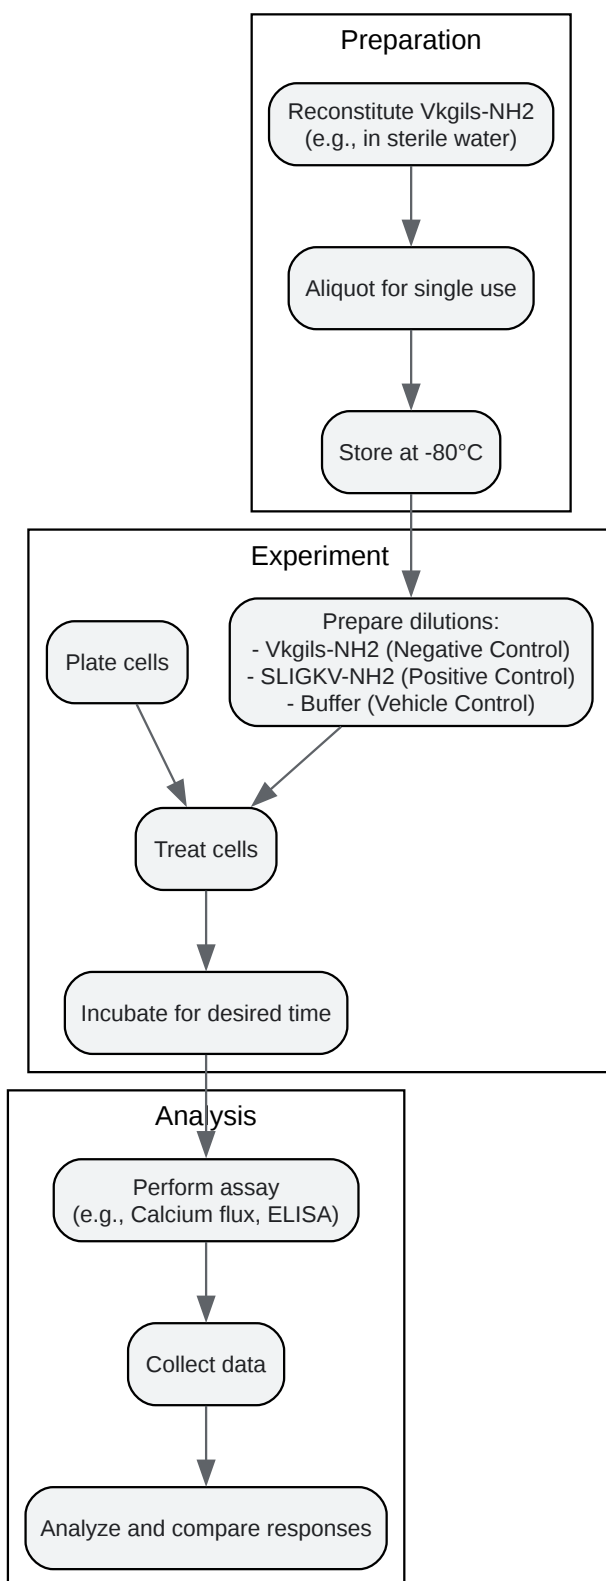 Preparation
Reconstitute Vkgils-NH2
(e.g., in sterile water)
Aliquot for single use
Store at -80°C
Experiment
Plate cells
Prepare dilutions:
- Vkgils-NH2 (Negative Control)
- SLIGKV-NH2 (Positive Control)
- Buffer (Vehicle Control)
Treat cells
Incubate for desired time
Analysis
Perform assay
(e.g., Calcium flux, ELISA)
Collect data
Analyze and compare responses